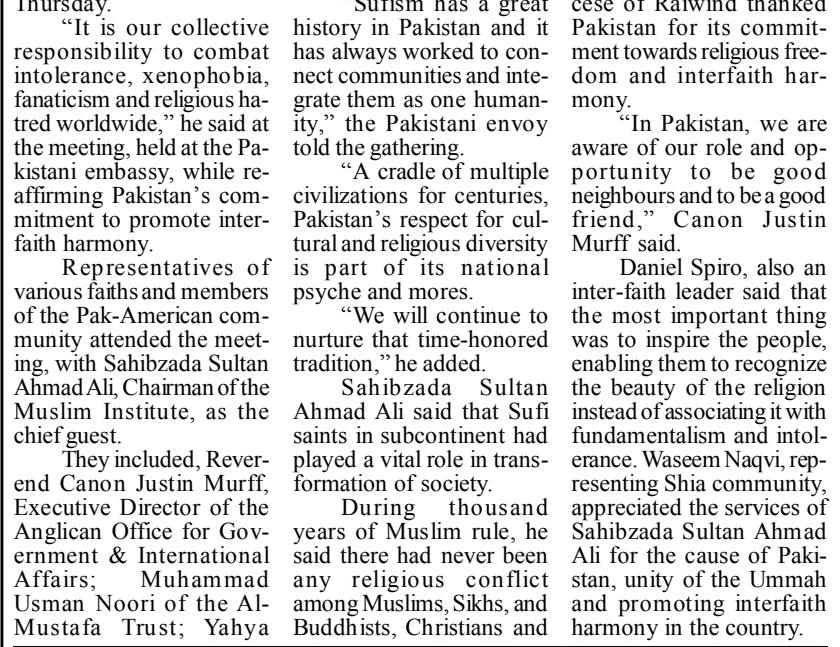 Thursday.
“It is our collective
responsibility to combat
intolerance, xenophobia,
fanaticism and religious ha-
tred worldwide,” he said at
the meeting, held at the Pa-
kistani embassy, while re-
affirming Pakistan’s com-
mitment to promote inter-
faith harmony.
Representatives of
various faiths and members
of the Pak-American com-
munity attended the meet-
ing, with Sahibzada Sultan
Ahmad Ali, Chairman of the
Muslim Institute, as the
chief guest.
They included, Rever-
end Canon Justin Murff,
Executive Director of the
Anglican Office for Gov-
ernment & International
Affairs; Muhammad
Usman Noori of the Al-
Mustafa Trust; Yahya
“Sufism has a great
history in Pakistan and it
has always worked to con-
nect communities and inte-
grate them as one human-
ity,” the Pakistani envoy
told the gathering.
“A cradle of multiple
civilizations for centuries,
Pakistan’s respect for cul-
tural and religious diversity
is part of its national
psyche and mores.
“We will continue to
nurture that time-honored
tradition,” he added.
Sahibzada Sultan
Ahmad Ali said that Sufi
saints in subcontinent had
played a vital role in trans-
formation of society.
During thousand
years of Muslim rule, he
said there had never been
any religious conflict
among Muslims, Sikhs, and
Buddhists, Christians and
cese of Raiwind thanked
Pakistan for its commit-
ment towards religious free-
dom and interfaith har-
mony.
“In Pakistan, we are
aware of our role and op-
portunity to be good
neighbours and to be a good
friend,” Canon Justin
Murff said.
Daniel Spiro, also an
inter-faith leader said that
the most important thing
was to inspire the people,
enabling them to recognize
the beauty of the religion
instead of associating it with
fundamentalism and intol-
erance. Waseem Naqvi, rep-
resenting Shia community,
appreciated the services of
Sahibzada Sultan Ahmad
Ali for the cause of Paki-
stan, unity of the Ummah
and promoting interfaith
harmony in the country.